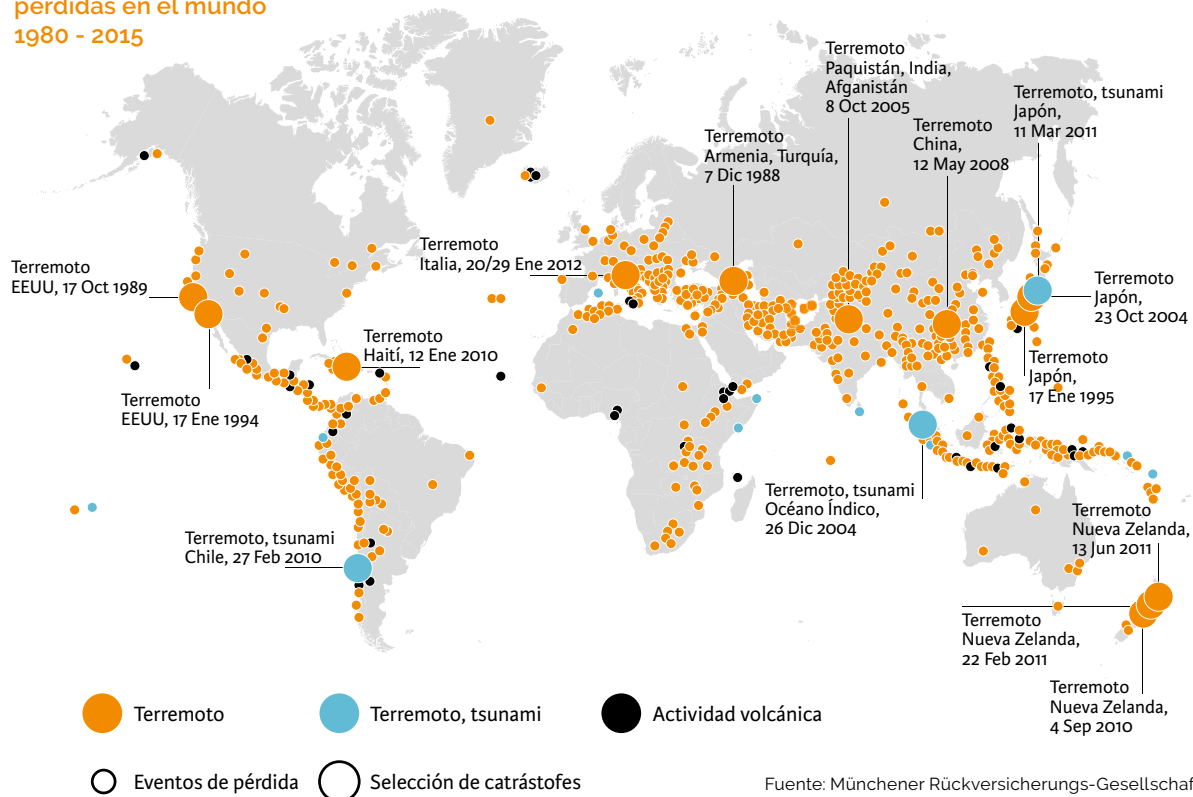 pérdidas en el mundo
1980 - 2015
Terremoto
Paquistán, India,
Afganistán
8 Oct 2005
Terremoto, tsunami
Japón,
11 Mar 2011
Terremoto
China,
12 May 2008
Terremoto
Armenia, Turquía,
7 Dic 1988
Terremoto
Italia, 20/29 Ene 2012
Terremoto
EEUU, 17 Oct 1989
Terremoto
Japón,
23 Oct 2004
Terremoto
Haití, 12 Ene 2010
Terremoto
Japón,
17 Ene 1995
Terremoto
EEUU, 17 Ene 1994
Terremoto, tsunami
Océano Índico,
26 Dic 2004
Terremoto
Nueva Zelanda,
13 Jun 2011
Terremoto, tsunami
Chile, 27 Feb 2010
Terremoto
Nueva Zelanda,
22 Feb 2011
Terremoto
Nueva Zelanda,
4 Sep 2010
Terremoto
Terremoto, tsunami
Actividad volcánica
Eventos de pérdida
Selección de catrástofes
Fuente: Münchener Rückversicherungs-Gesellschaf